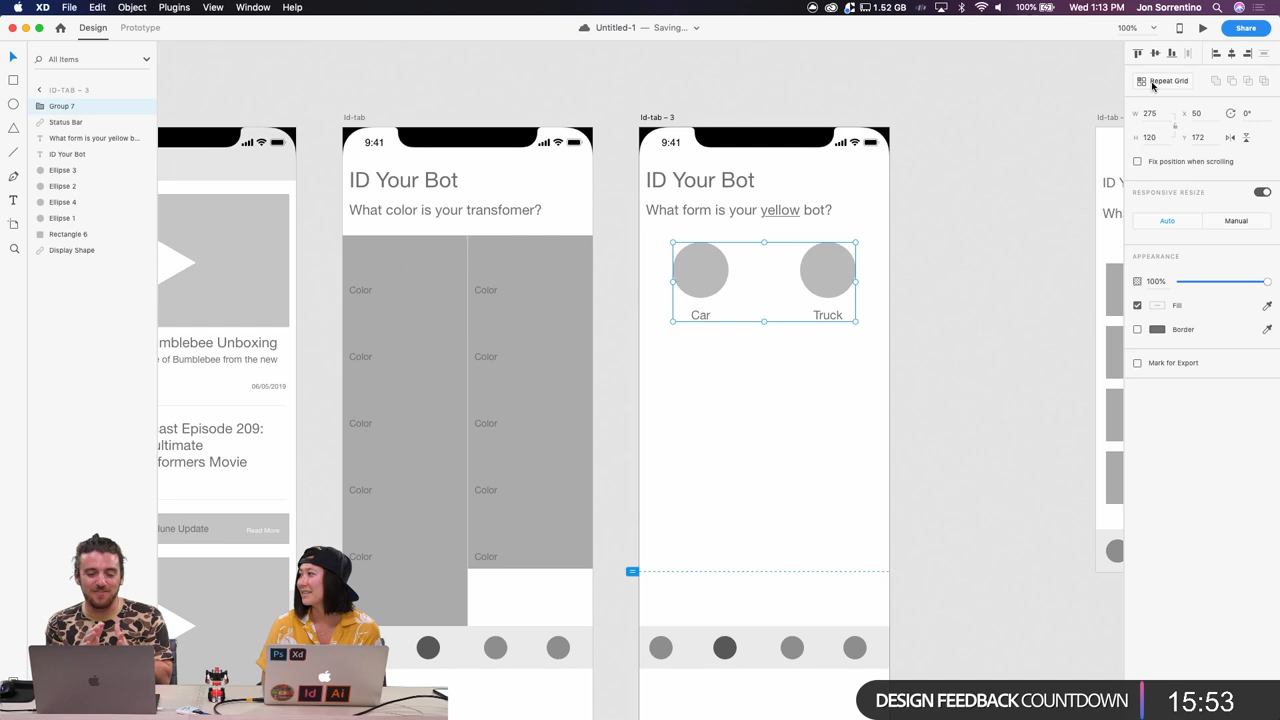 XD File Edit Object Plugins View Window Help
1.52 GB 100% Wed 1:13 PM Jon Sorrentino
Design Prototype
Untitled-1 — Saving...
100%
Share
All Items
ID-TAB – 3
Group 7
Status Bar
What form is your yellow b...
ID Your Bot
Ellipse 3
Ellipse 2
Ellipse 4
Ellipse 1
Rectangle 6
Display Shape
mblebee Unboxing
e of Bumblebee from the new
06/05/2019
ast Episode 209:
ultimate
formers Movie
June Update
Read More
Id-tab
9:41
ID Your Bot
What color is your transfomer?
Color Color
Color Color
Color Color
Color Color
Color Color
Id-tab – 3
9:41
ID Your Bot
What form is your yellow bot?
Car Truck
Id-tab –
ID Y
Wh
Repeat Grid
W 275 X 50 0°
H 120 Y 172
Fix position when scrolling
RESPONSIVE RESIZE
Auto Manual
APPEARANCE
100%
Fill
Border
Mark for Export
Ps Xd
Id Ai
DESIGN FEEDBACK COUNTDOWN 15:53